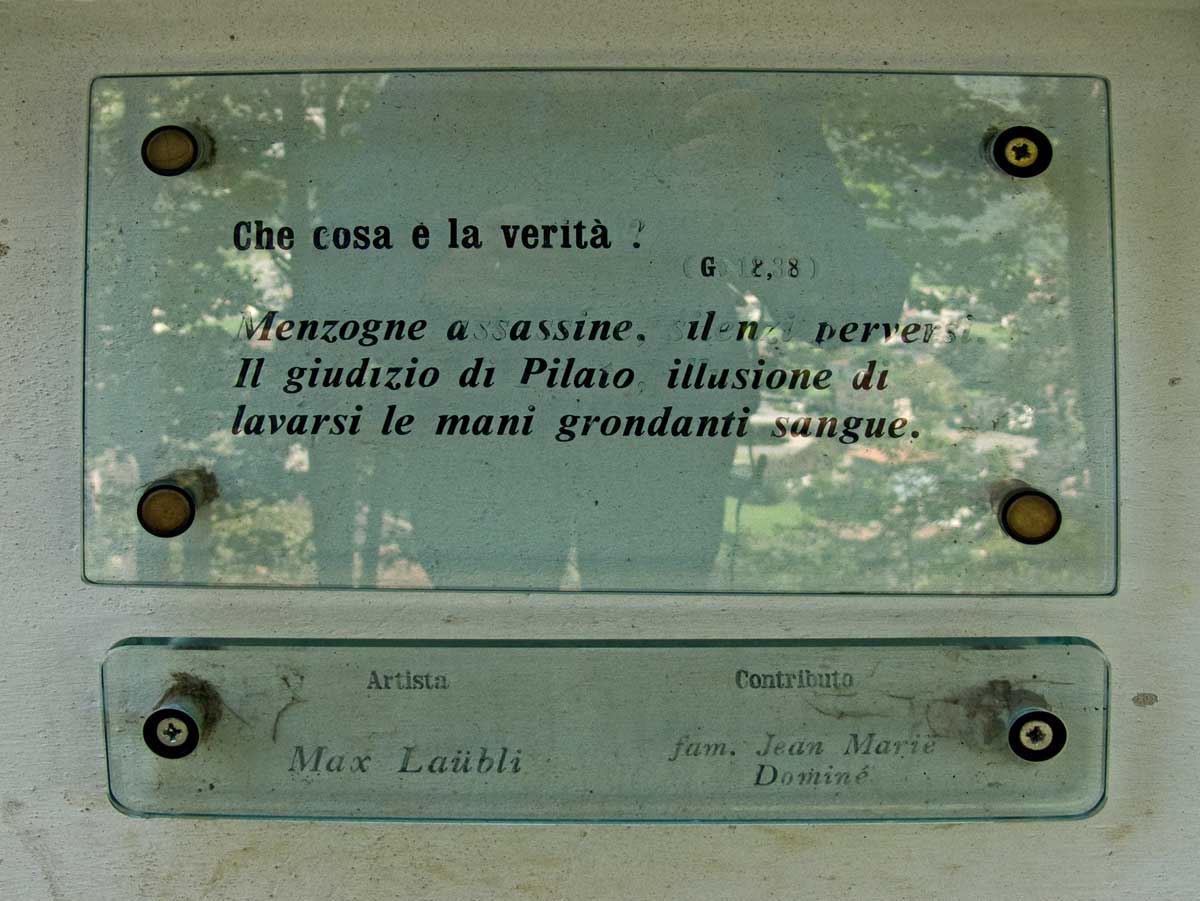 Che cosa è la verità ?
(Gv 18,38)
Menzogne assassine, silenzi perversi.
Il giudizio di Pilato, illusione di
lavarsi le mani grondanti sangue.
Artista
Contributo
Max Laübli
fam. Jean Marie
Dominé